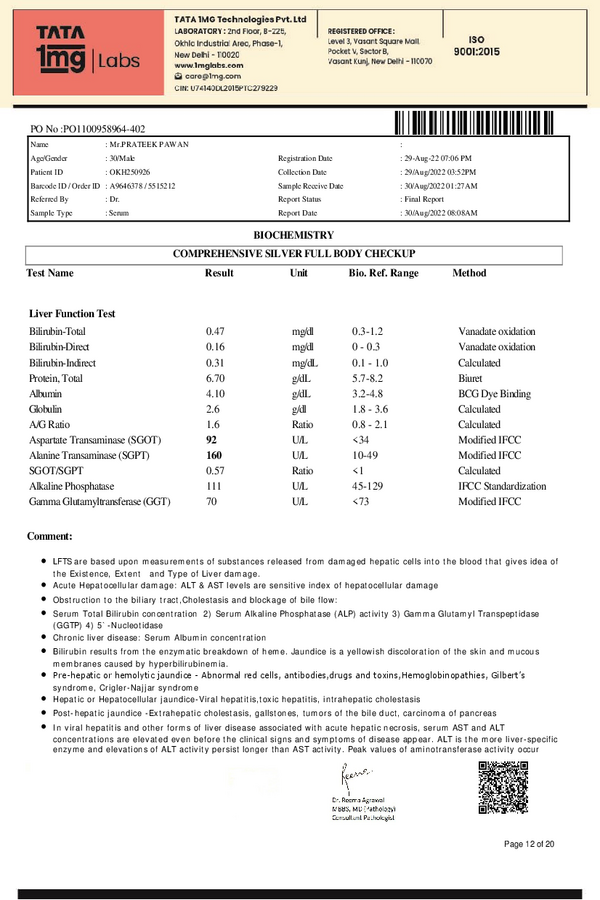 TATA
1mg Labs
TATA 1MG Technologies Pvt. Ltd
LABORATORY : 2nd Floor, B-225,
Okhla Industrial Area, Phase-1,
New Delhi - 110020
www.1mglabs.com
care@1mg.com
CIN: U74140DL2015PTC279229
REGISTERED OFFICE :
Level 3, Vasant Square Mall,
Pocket V, Sector B,
Vasant Kunj, New Delhi - 110070
ISO
9001:2015
PO No :PO1100958964-402
Name : Mr.PRATEEK PAWAN :
Age/Gender : 30/Male Registration Date : 29-Aug-22 07:06 PM
Patient ID : OKH250926 Collection Date : 29/Aug/2022 03:52PM
Barcode ID / Order ID : A9646378 / 5515212 Sample Receive Date : 30/Aug/2022 01:27AM
Referred By : Dr. Report Status : Final Report
Sample Type : Serum Report Date : 30/Aug/2022 08:08AM
BIOCHEMISTRY
COMPREHENSIVE SILVER FULL BODY CHECKUP
Test Name Result Unit Bio. Ref. Range Method
Liver Function Test
Bilirubin-Total 0.47 mg/dl 0.3-1.2 Vanadate oxidation
Bilirubin-Direct 0.16 mg/dl 0 - 0.3 Vanadate oxidation
Bilirubin-Indirect 0.31 mg/dL 0.1 - 1.0 Calculated
Protein, Total 6.70 g/dL 5.7-8.2 Biuret
Albumin 4.10 g/dL 3.2-4.8 BCG Dye Binding
Globulin 2.6 g/dl 1.8 - 3.6 Calculated
A/G Ratio 1.6 Ratio 0.8 - 2.1 Calculated
Aspartate Transaminase (SGOT) 92 U/L <34 Modified IFCC
Alanine Transaminase (SGPT) 160 U/L 10-49 Modified IFCC
SGOT/SGPT 0.57 Ratio <1 Calculated
Alkaline Phosphatase 111 U/L 45-129 IFCC Standardization
Gamma Glutamyltransferase (GGT) 70 U/L <73 Modified IFCC
Comment:
• LFTS are based upon measurements of substances released from damaged hepatic cells into the blood that gives idea of
the Existence, Extent and Type of Liver damage.
• Acute Hepatocellular damage: ALT & AST levels are sensitive index of hepatocellular damage
• Obstruction to the biliary tract,Cholestasis and blockage of bile flow:
• Serum Total Bilirubin concentration 2) Serum Alkaline Phosphatase (ALP) activity 3) Gamma Glutamyl Transpeptidase
(GGTP) 4) 5` -Nucleotidase
• Chronic liver disease: Serum Albumin concentration
• Bilirubin results from the enzymatic breakdown of heme. Jaundice is a yellowish discoloration of the skin and mucous
membranes caused by hyperbilirubinemia.
• Pre-hepatic or hemolytic jaundice - Abnormal red cells, antibodies,drugs and toxins,Hemoglobinopathies, Gilbert's
syndrome, Crigler-Najjar syndrome
• Hepatic or Hepatocellular jaundice-Viral hepatitis,toxic hepatitis, intrahepatic cholestasis
• Post-hepatic jaundice -Extrahepatic cholestasis, gallstones, tumors of the bile duct, carcinoma of pancreas
• In viral hepatitis and other forms of liver disease associated with acute hepatic necrosis, serum AST and ALT
concentrations are elevated even before the clinical signs and symptoms of disease appear. ALT is the more liver-specific
enzyme and elevations of ALT activity persist longer than AST activity. Peak values of aminotransferase activity occur
Reema
Dr. Reema Agrawal
MBBS, MD (Pathology)
Consultant Pathologist
Page 12 of 20